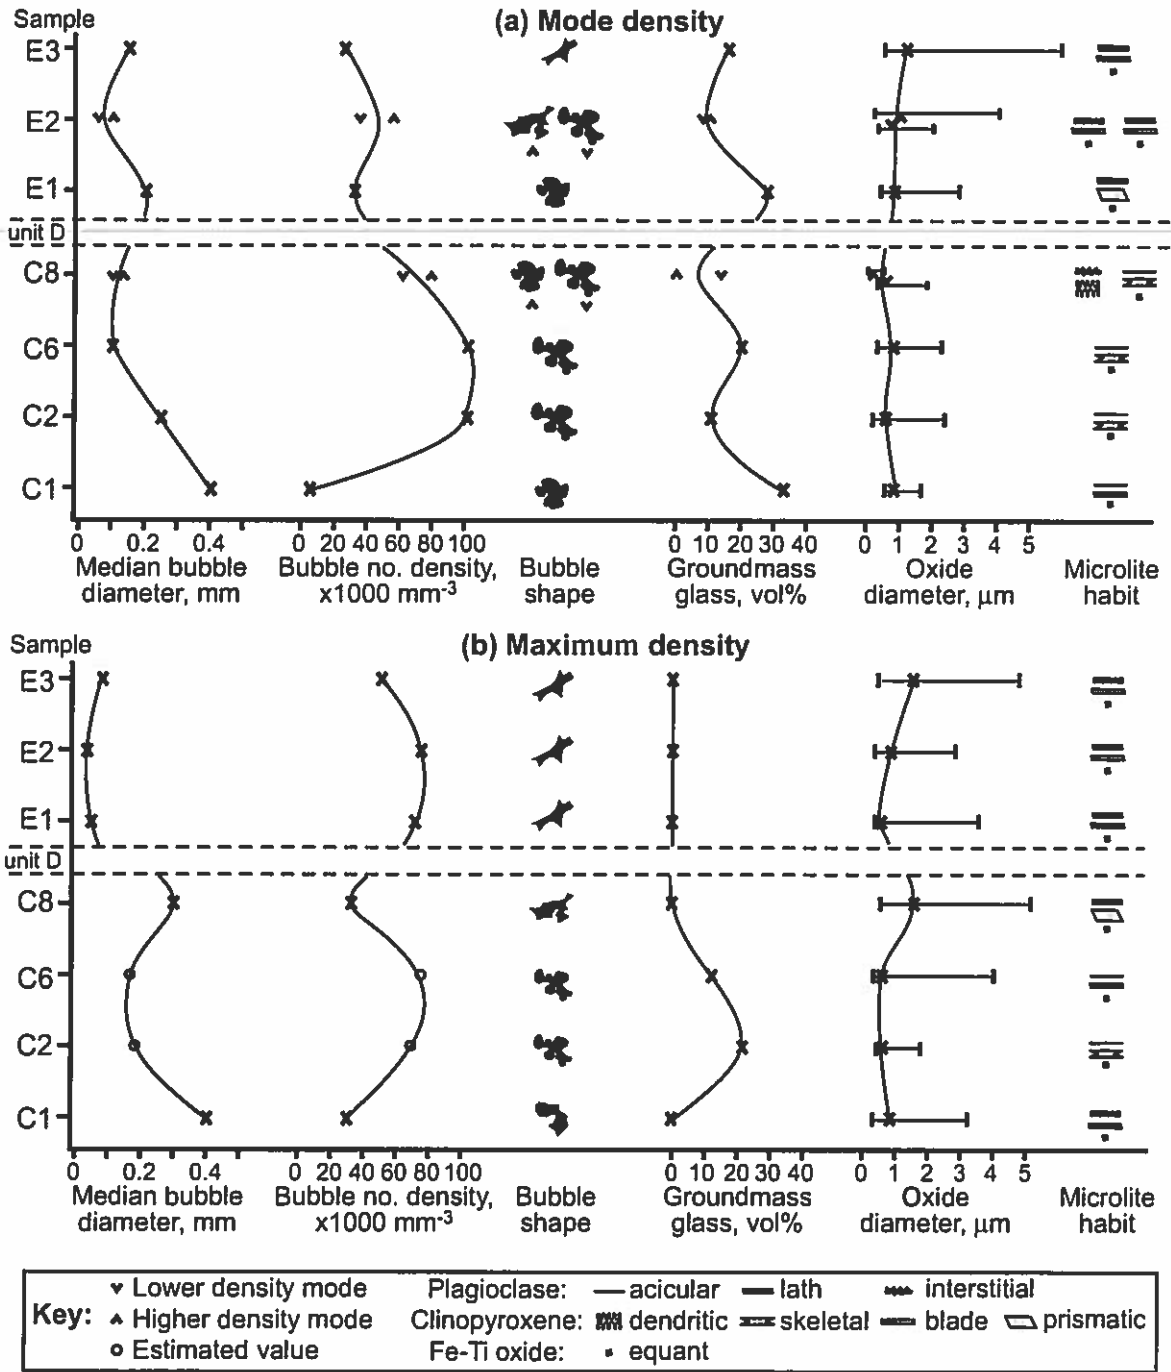 Sample
(a) Mode density
E3
E2
E1
unit D
C8
C6
C2
C1
0 0.2 0.4
0 20 40 60 80 100
0 10 20 30 40
0 1 2 3 4 5
Median bubble diameter, mm
Bubble no. density, x1000 mm-3
Bubble shape
Groundmass glass, vol%
Oxide diameter, μm
Microlite habit
Sample
(b) Maximum density
E3
E2
E1
unit D
C8
C6
C2
C1
0 0.2 0.4
0 20 40 60 80 100
0 10 20 30 40
0 1 2 3 4 5
Median bubble diameter, mm
Bubble no. density, x1000 mm-3
Bubble shape
Groundmass glass, vol%
Oxide diameter, μm
Microlite habit
Key:
Lower density mode
Higher density mode
Estimated value
Plagioclase: acicular lath interstitial
Clinopyroxene: dendritic skeletal blade prismatic
Fe-Ti oxide: equant